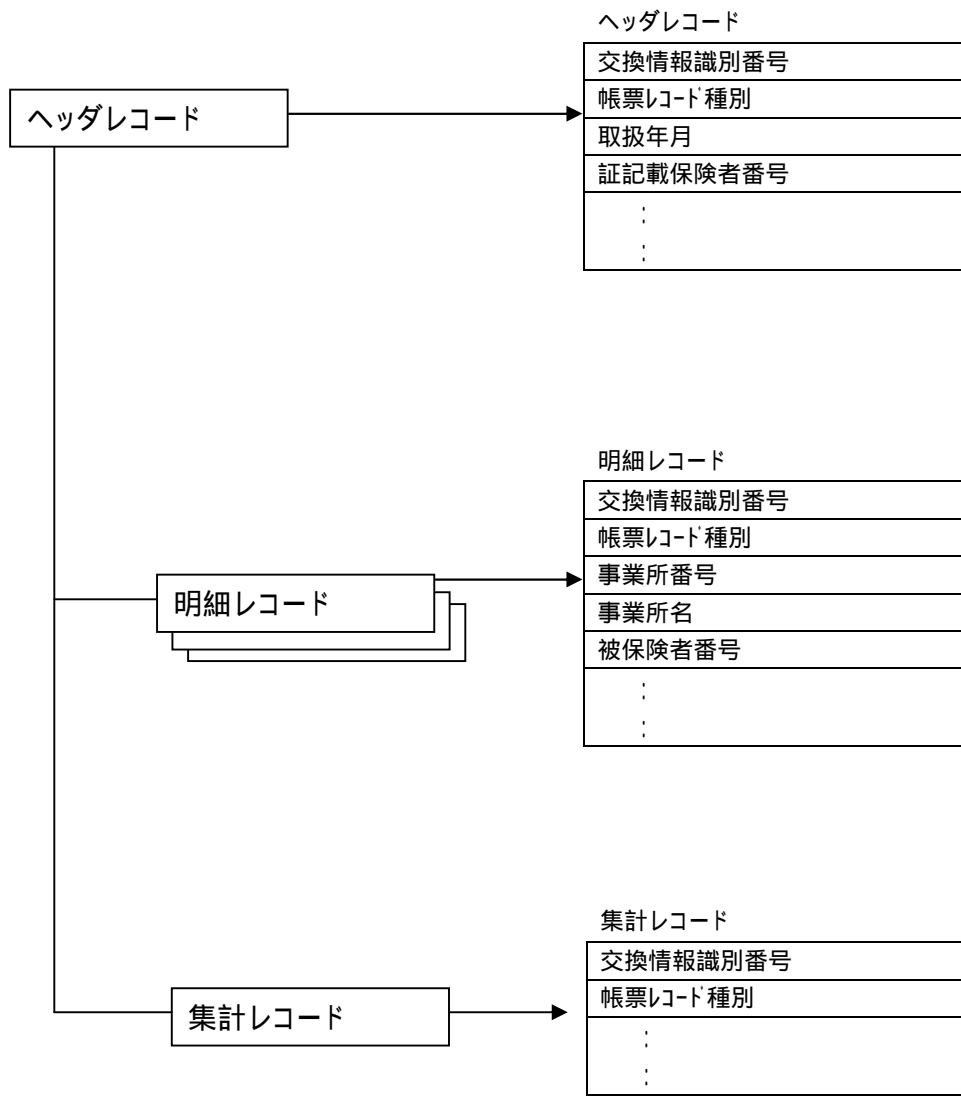 ヘッダレコード
ヘッダレコード
交換情報識別番号
帳票ﾚｺｰﾄﾞ種別
取扱年月
証記載保険者番号
:
:
明細レコード
明細レコード
交換情報識別番号
帳票ﾚｺｰﾄﾞ種別
事業所番号
事業所名
被保険者番号
:
:
集計レコード
集計レコード
交換情報識別番号
帳票ﾚｺｰﾄﾞ種別
:
: